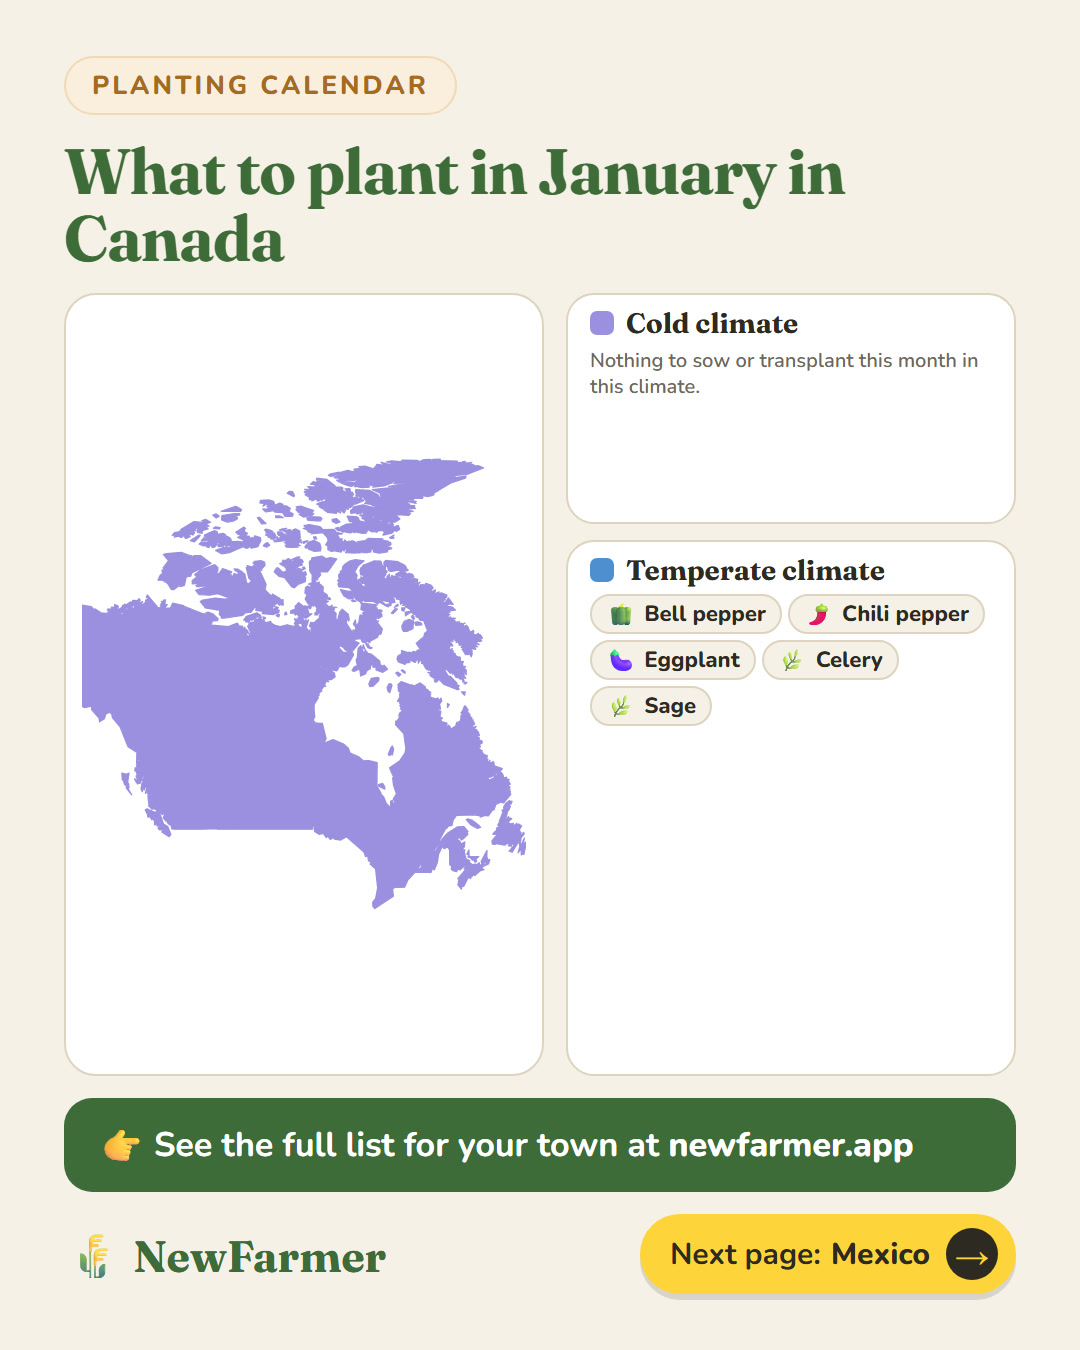 PLANTING CALENDAR
What to plant in January in
Canada
Cold climate
Nothing to sow or transplant this month in
this climate.
Temperate climate
Bell pepper
Chili pepper
Eggplant
Celery
Sage
See the full list for your town at newfarmer.app
NewFarmer
Next page: Mexico →